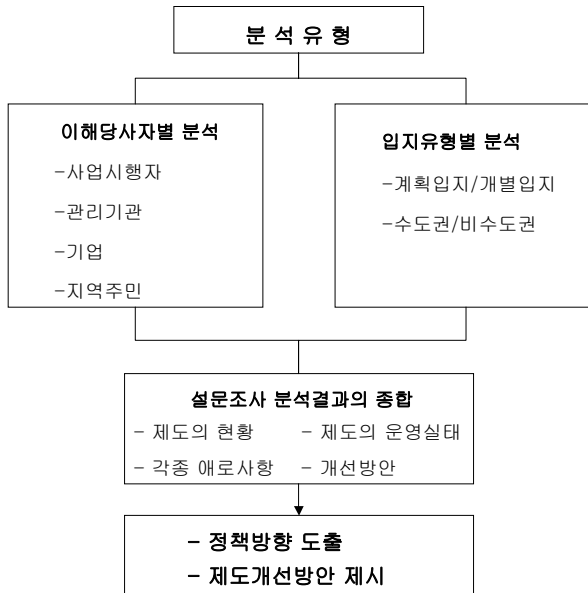 분 석 유 형
이해당사자별 분석
-사업시행자
-관리기관
-기업
-지역주민
입지유형별 분석
-계획입지/개별입지
-수도권/비수도권
설문조사 분석결과의 종합
- 제도의 현황 - 제도의 운영실태
- 각종 애로사항 - 개선방안
- 정책방향 도출
- 제도개선방안 제시